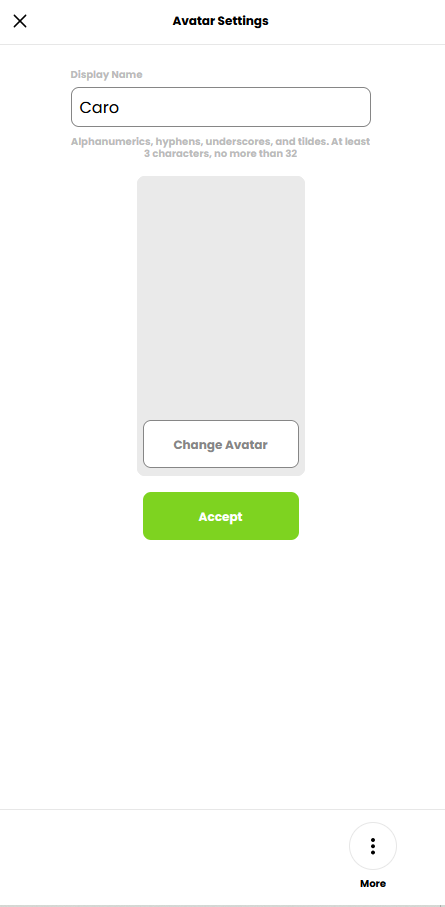 Avatar Settings
Display Name
Caro
Alphanumerics, hyphens, underscores, and tildes. At least
3 characters, no more than 32
Change Avatar
Accept
More